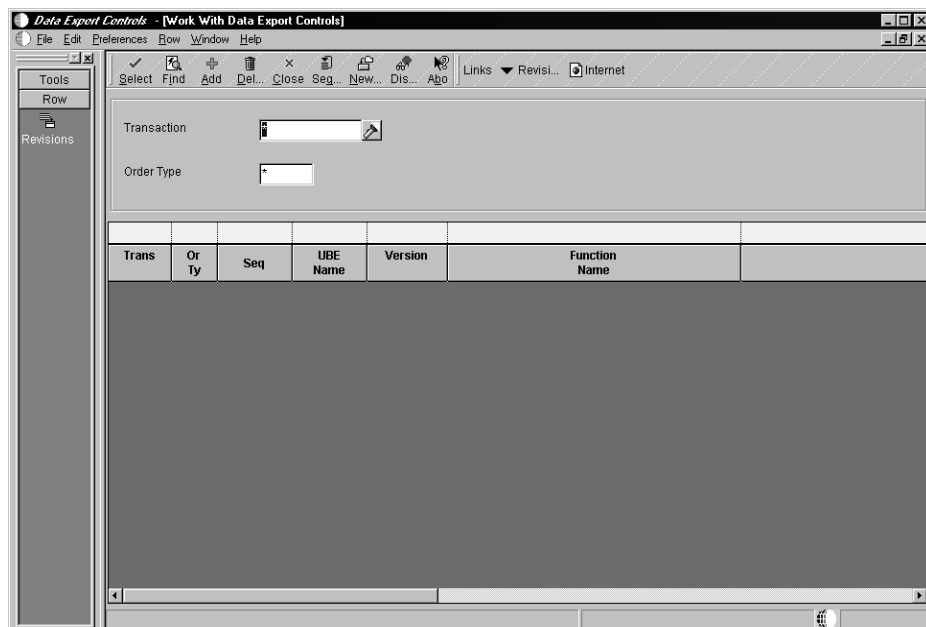 Data Export Controls - [Work With Data Export Controls]
File Edit Preferences Row Window Help
Tools
Row
Revisions
Select Find Add Del... Close Seq... New... Dis... Abo Links Revisi... Internet
Transaction *
Order Type *
Trans Or Ty Seq UBE Name Version Function Name